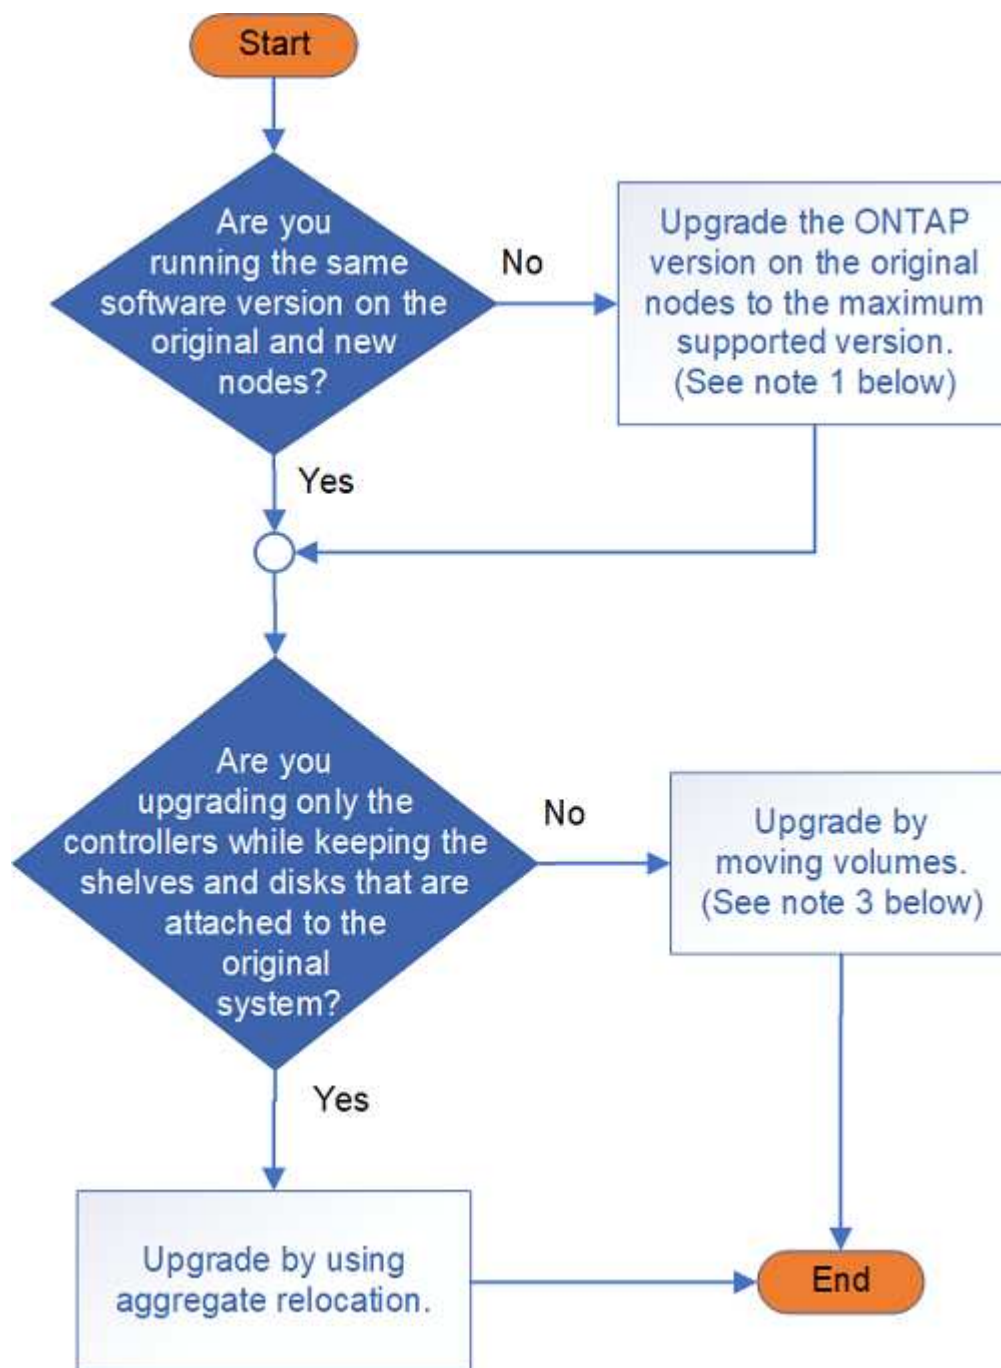 Start
Are you
running the same
software version on the
original and new
nodes?
No
Upgrade the ONTAP
version on the original
nodes to the maximum
supported version.
(See note 1 below)
Yes
Are you
upgrading only the
controllers while keeping the
shelves and disks that are
attached to the
original
system?
No
Upgrade by
moving volumes.
(See note 3 below)
Yes
Upgrade by using
aggregate relocation.
End